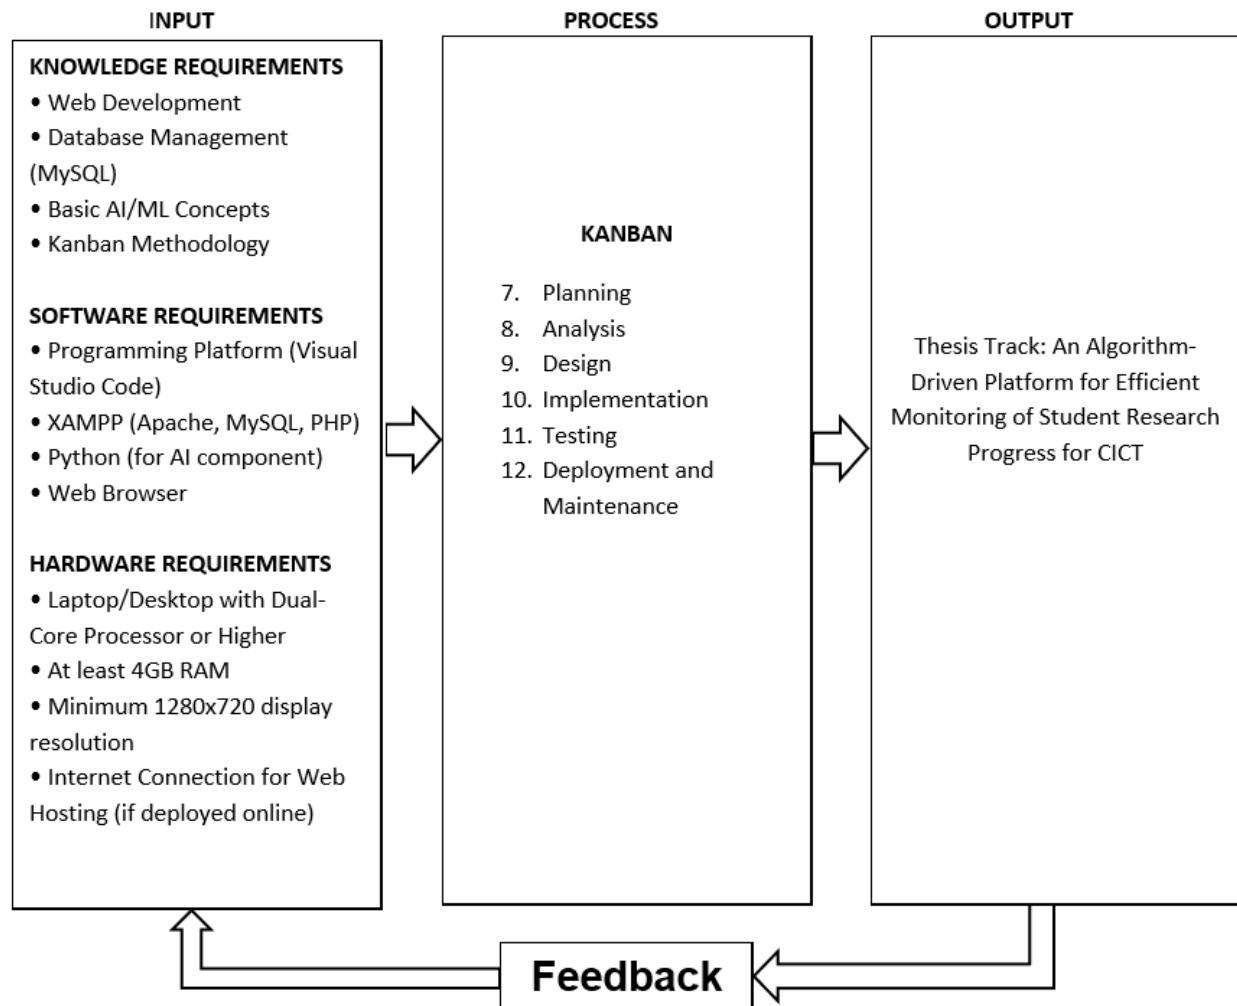 INPUT
KNOWLEDGE REQUIREMENTS
• Web Development
• Database Management
(MySQL)
• Basic AI/ML Concepts
• Kanban Methodology
SOFTWARE REQUIREMENTS
• Programming Platform (Visual
Studio Code)
• XAMPP (Apache, MySQL, PHP)
• Python (for AI component)
• Web Browser
HARDWARE REQUIREMENTS
• Laptop/Desktop with Dual-
Core Processor or Higher
• At least 4GB RAM
• Minimum 1280x720 display
resolution
• Internet Connection for Web
Hosting (if deployed online)
PROCESS
KANBAN
7. Planning
8. Analysis
9. Design
10. Implementation
11. Testing
12. Deployment and
Maintenance
OUTPUT
Thesis Track: An Algorithm-
Driven Platform for Efficient
Monitoring of Student Research
Progress for CICT
Feedback